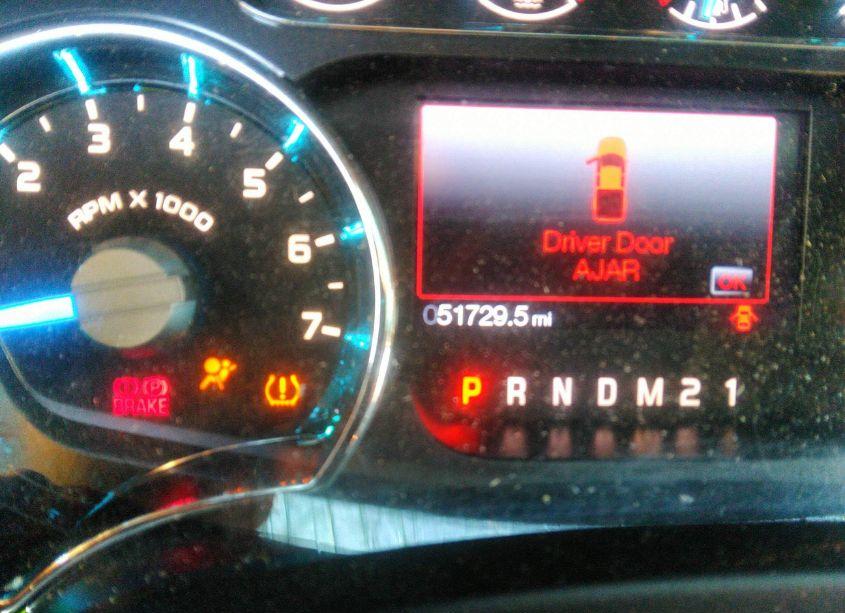 2 3 4 5 6 7
RPM X 1000
Driver Door
AJAR
OK
051729.5 mi
(!) (P)
BRAKE
(!)
P R N D M 2 1